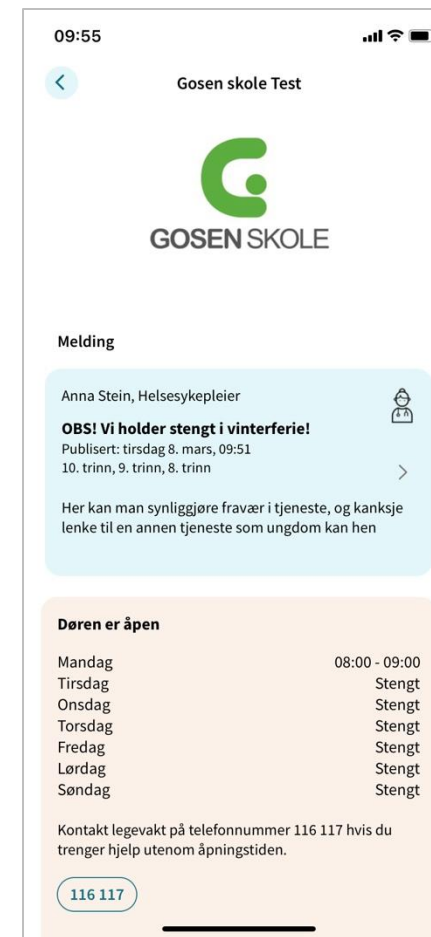 09:55
Gosen skole Test
GOSEN SKOLE
Melding
Anna Stein, Helsesykepleier
OBS! Vi holder stengt i vinterferie!
Publisert: tirsdag 8. mars, 09:51
10. trinn, 9. trinn, 8. trinn
Her kan man synliggjøre fravær i tjeneste, og kanksje
lenke til en annen tjeneste som ungdom kan hen
Døren er åpen
Mandag 08:00 - 09:00
Tirsdag Stengt
Onsdag Stengt
Torsdag Stengt
Fredag Stengt
Lørdag Stengt
Søndag Stengt
Kontakt legevakt på telefonnummer 116 117 hvis du
trenger hjelp utenom åpningstiden.
116 117